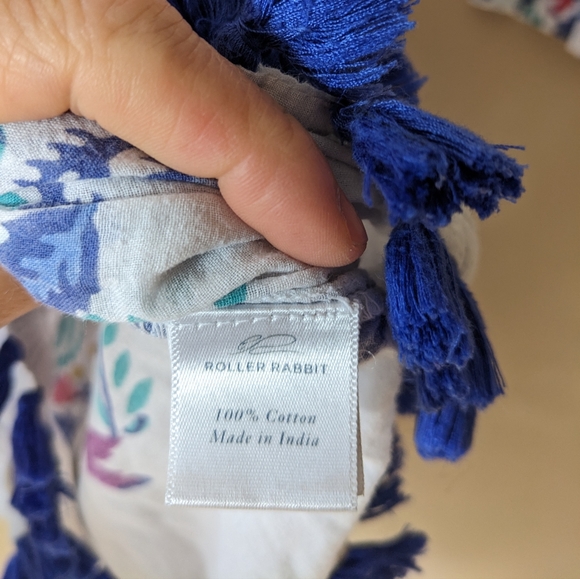 ROLLER RABBIT
100% Cotton
Made in India